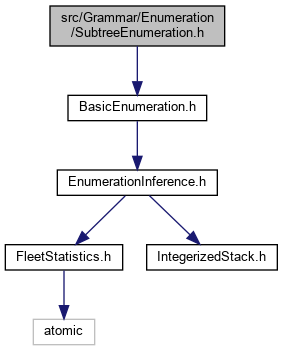 src/Grammar/Enumeration
/SubtreeEnumeration.h
BasicEnumeration.h
EnumerationInference.h
FleetStatistics.h
IntegerizedStack.h
atomic